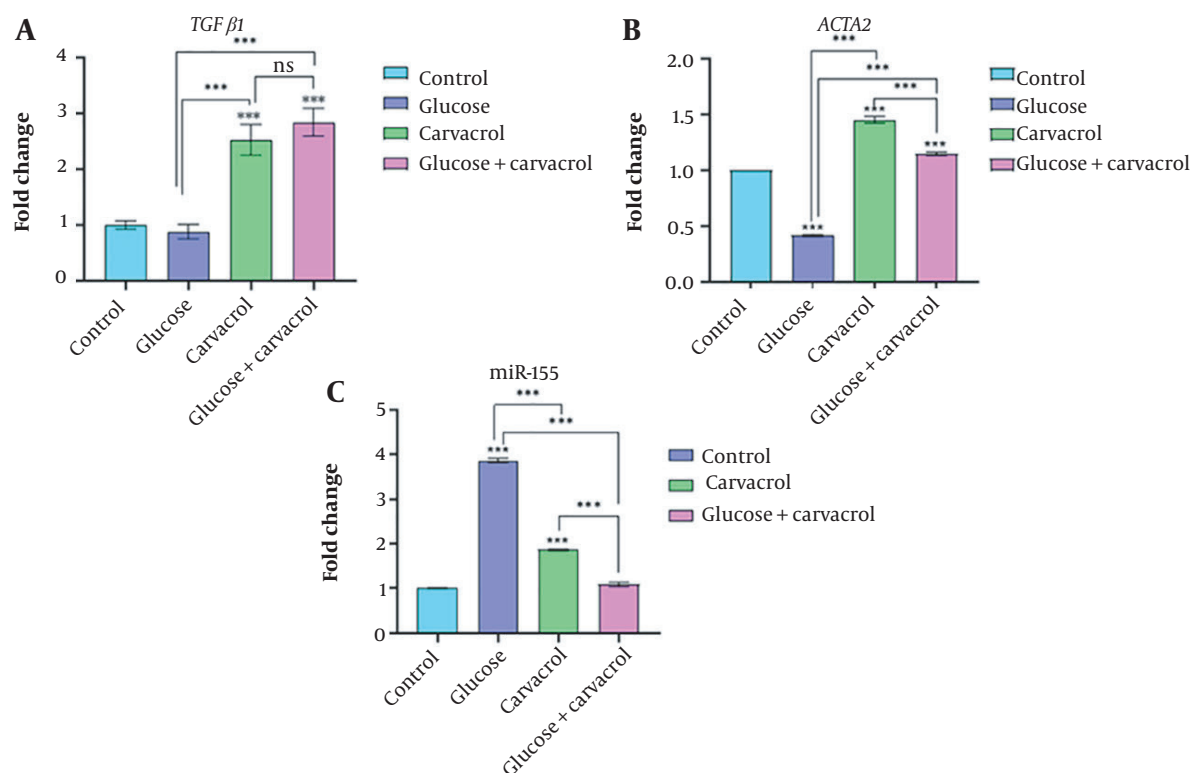 A
TGF β1
***
ns
***
***
***
4
3
2
1
0
Fold change
Control
Glucose
Carvacrol
Glucose + carvacrol
Control
Glucose
Carvacrol
Glucose + carvacrol
B
ACTA2
***
***
***
***
***
***
2.0
1.5
1.0
0.5
0.0
Fold change
Control
Glucose
Carvacrol
Glucose + carvacrol
Control
Glucose
Carvacrol
Glucose + carvacrol
C
miR-155
***
***
***
***
***
5
4
3
2
1
0
Fold change
Control
Glucose
Carvacrol
Glucose + carvacrol
Control
Carvacrol
Glucose + carvacrol